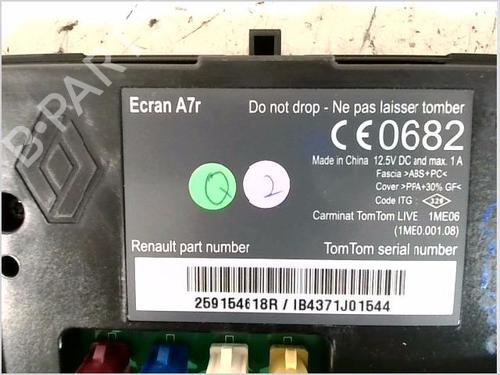 B-PARTS
Ecran A7r
Do not drop - Ne pas laisser tomber
CE0682
Made in China 12.5V DC and max. 1 A
Fascia >ABS+PC<
Cover >PPA+30% GF<
Code ITG : 326
Carminat TomTom LIVE 1ME06
(1ME0.001.08)
Q 2
Renault part number
TomTom serial number
259154618R / IB4371J01544